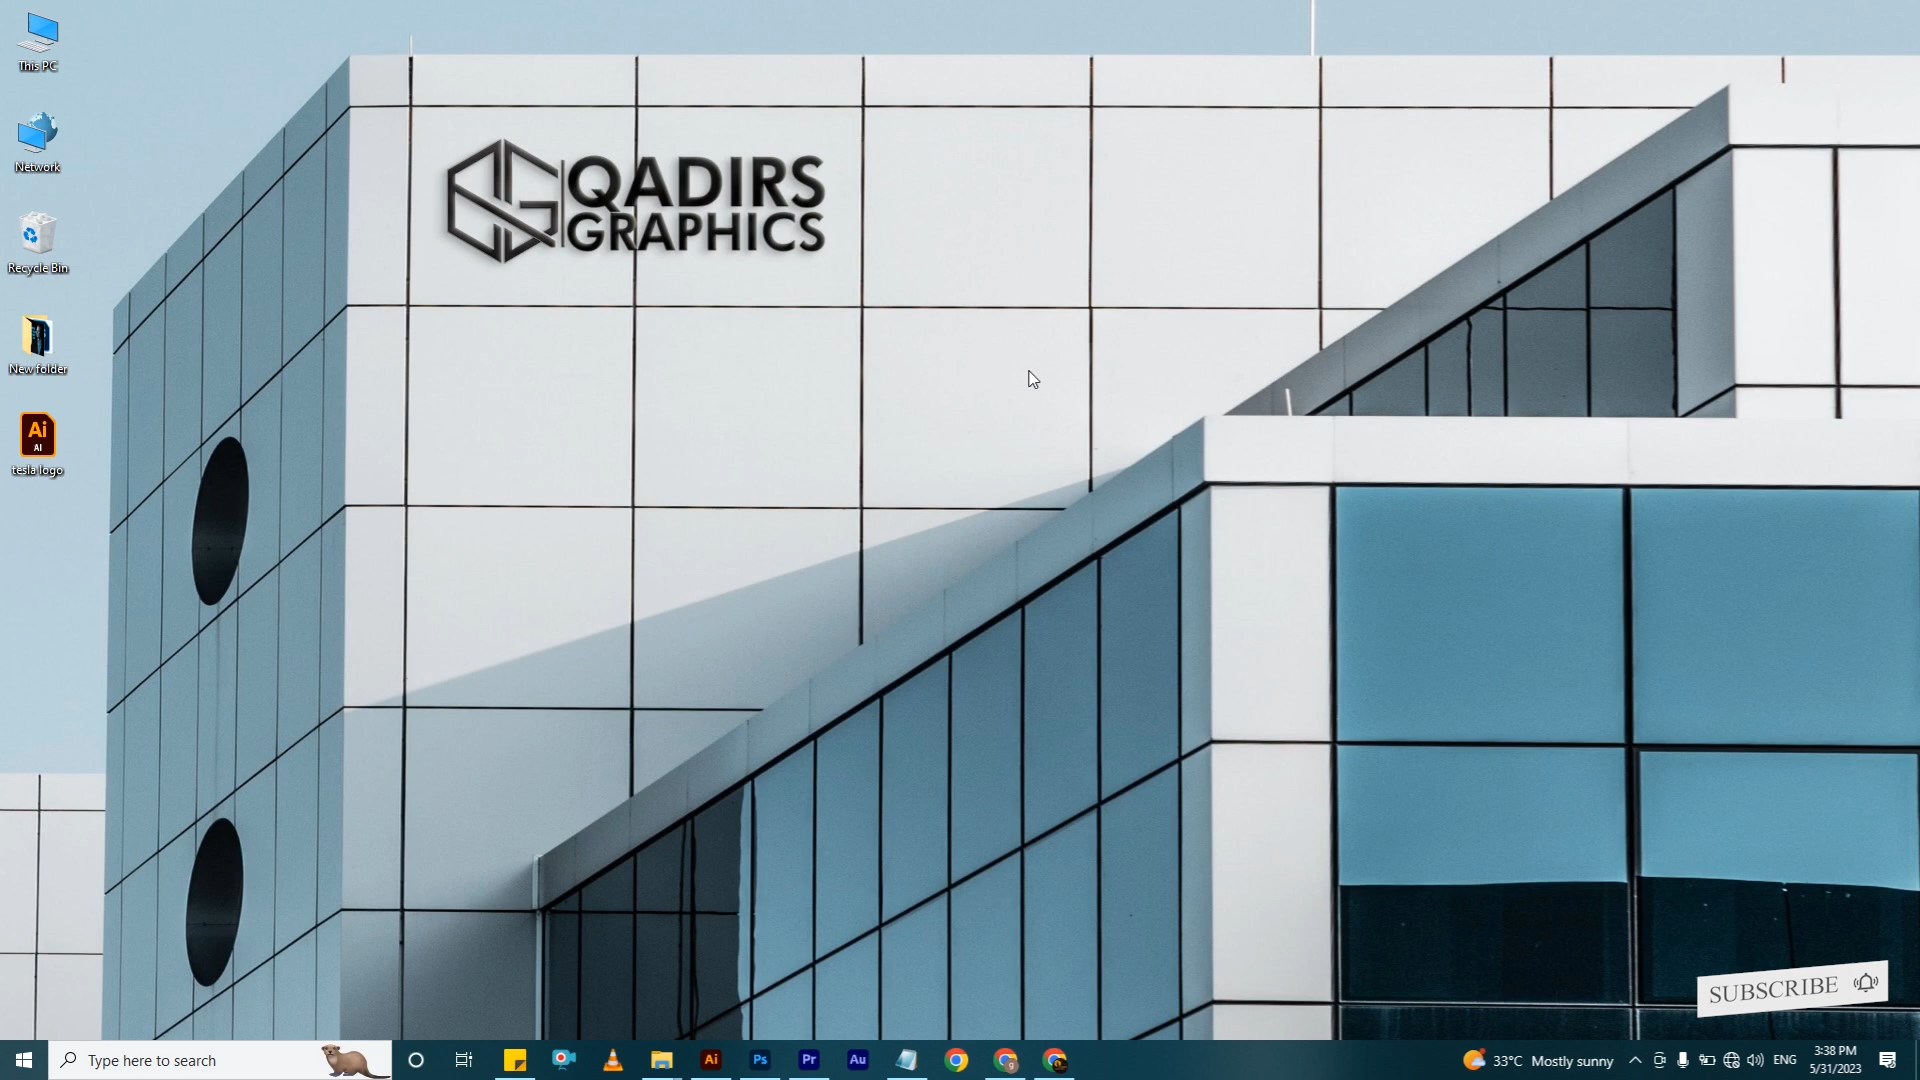 This PC
Network
Recycle Bin
New folder
Ai
AI
tesla logo
QADIRS
GRAPHICS
SUBSCRIBE
Type here to search
Ai
Ps
Pr
Au
g
33°C Mostly sunny
ENG
3:38 PM
5/31/2023